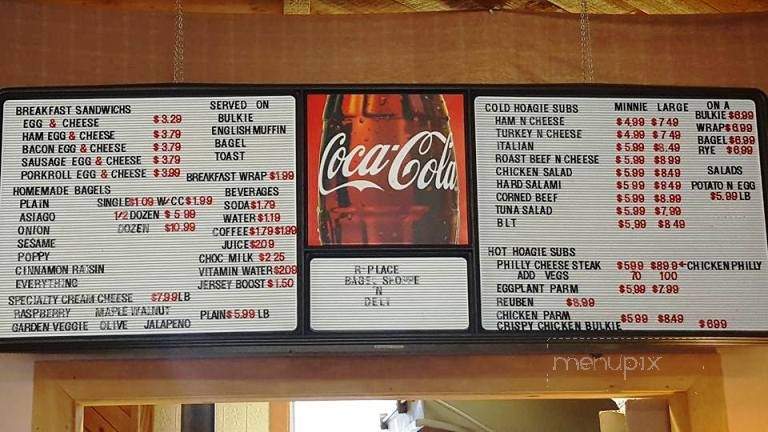 BREAKFAST SANDWICHS
EGG & CHEESE $3.29
HAM EGG & CHEESE $3.79
BACON EGG & CHEESE $3.79
SAUSAGE EGG & CHEESE $3.79
PORKROLL EGG & CHEESE $3.99
SERVED ON
BULKIE
ENGLISH MUFFIN
BAGEL
TOAST
BREAKFAST WRAP $1.99
HOMEMADE BAGELS
PLAIN SINGLE $1.09 W/CC $1.99
ASIAGO 1/2 DOZEN $5.99
ONION DOZEN $10.99
SESAME
POPPY
CINNAMON RAISIN
EVERYTHING
BEVERAGES
SODA $1.79
WATER $1.19
COFFEE $1.79 $1.99
JUICE $2.09
CHOC MILK $2.25
VITAMIN WATER $2.09
JERSEY BOOST $1.50
SPECIALTY CREAM CHEESE $7.99 LB
RASPBERRY MAPLE WALNUT PLAIN $5.99 LB
GARDEN VEGGIE OLIVE JALAPENO
Coca-Cola
R-PLACE
BAGEL SHOPPE
'N
DELI
COLD HOAGIE SUBS MINNIE LARGE
HAM N CHEESE $4.99 $7.49
TURKEY N CHEESE $4.99 $7.49
ITALIAN $5.99 $8.49
ROAST BEEF N CHEESE $5.99 $8.99
CHICKEN SALAD $5.99 $8.49
HARD SALAMI $5.99 $8.49
CORNED BEEF $5.99 $8.99
TUNA SALAD $5.99 $7.99
BLT $5.99 $8.49
ON A
BULKIE $6.99
WRAP $6.99
BAGEL $6.99
RYE $6.99
SALADS
POTATO N EGG
$5.99 LB
HOT HOAGIE SUBS
PHILLY CHEESE STEAK $5.99 $8.99 CHICKEN PHILLY
ADD VEGS 70 100
EGGPLANT PARM $5.99 $7.99
REUBEN $8.99
CHICKEN PARM $5.99 $8.49
CRISPY CHICKEN BULKIE $6.99
menupix